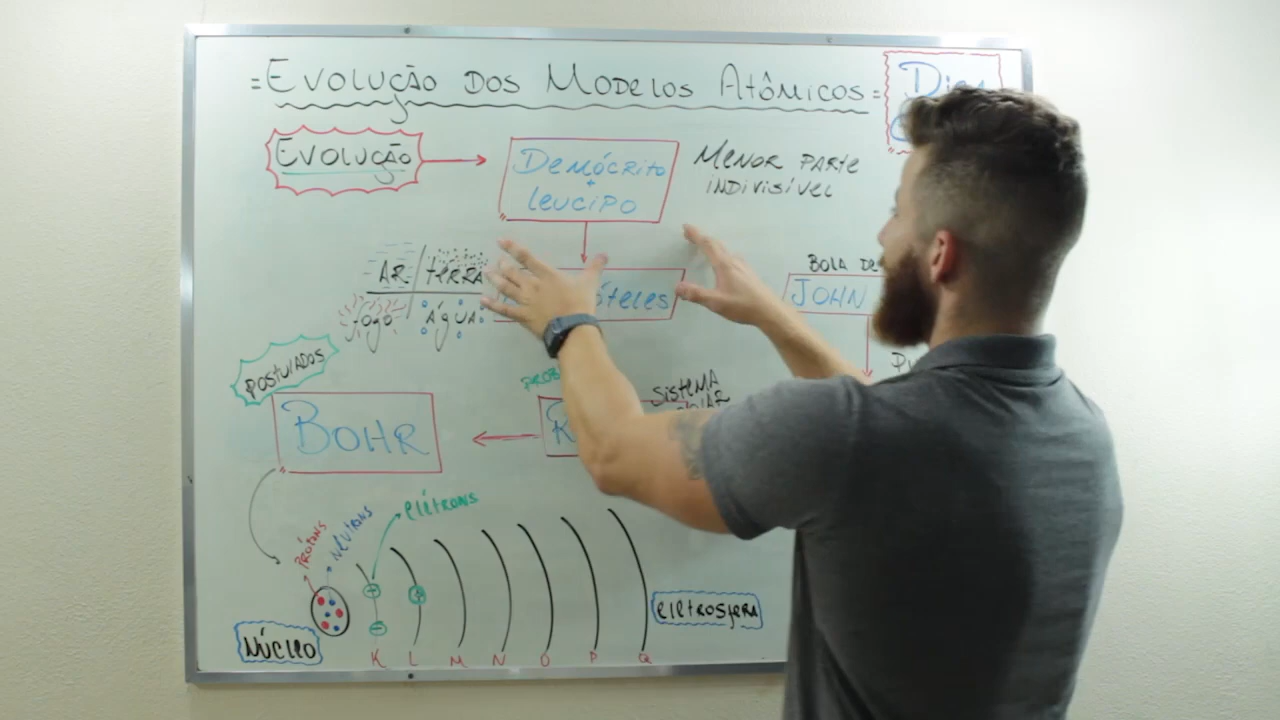 = Evolução dos Modelos Atômicos =
Evolução
Demócrito
+
Leucipo
Menor parte
indivisível
Ar terra
fogo água
óteles
Bola de
John
Postulados
Bohr
Sistema
elétrons
prótons
nêutrons
Núcleo
eletrosfera
K L M N O P Q